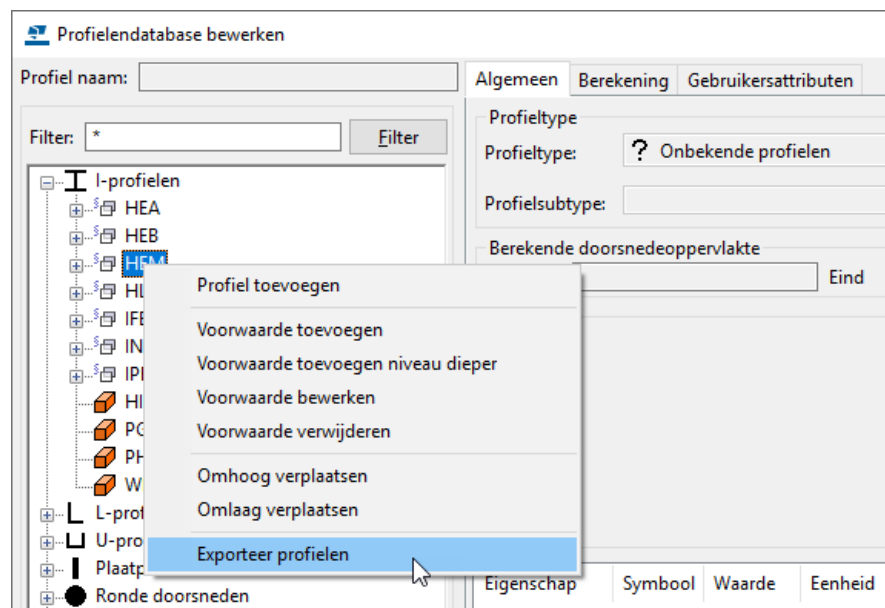 Profielendatabase bewerken
Profiel naam:
Filter: *
Filter
I-profielen
HEA
HEB
HEM
Profiel toevoegen
Voorwaarde toevoegen
Voorwaarde toevoegen niveau dieper
Voorwaarde bewerken
Voorwaarde verwijderen
Omhoog verplaatsen
Omlaag verplaatsen
Exporteer profielen
Ronde doorsneden
Algemeen Berekening Gebruikersattributen
Profieltype
Profieltype: ? Onbekende profielen
Profielsubtype:
Berekende doorsnedeoppervlakte
Eind
Eigenschap Symbool Waarde Eenheid